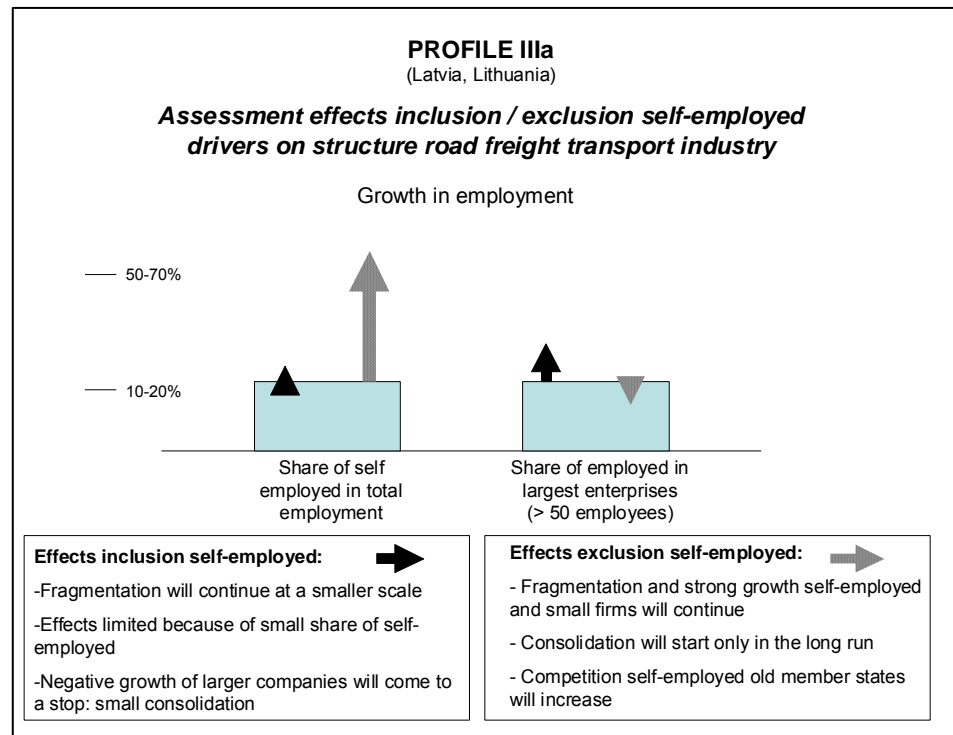 PROFILE IIIa
(Latvia, Lithuania)
Assessment effects inclusion / exclusion self-employed
drivers on structure road freight transport industry
Growth in employment
50-70%
10-20%
Share of self
employed in total
employment
Share of employed in
largest enterprises
(> 50 employees)
Effects inclusion self-employed:
-Fragmentation will continue at a smaller scale
-Effects limited because of small share of self-
employed
-Negative growth of larger companies will come to
a stop: small consolidation
Effects exclusion self-employed:
- Fragmentation and strong growth self-employed
and small firms will continue
- Consolidation will start only in the long run
- Competition self-employed old member states
will increase